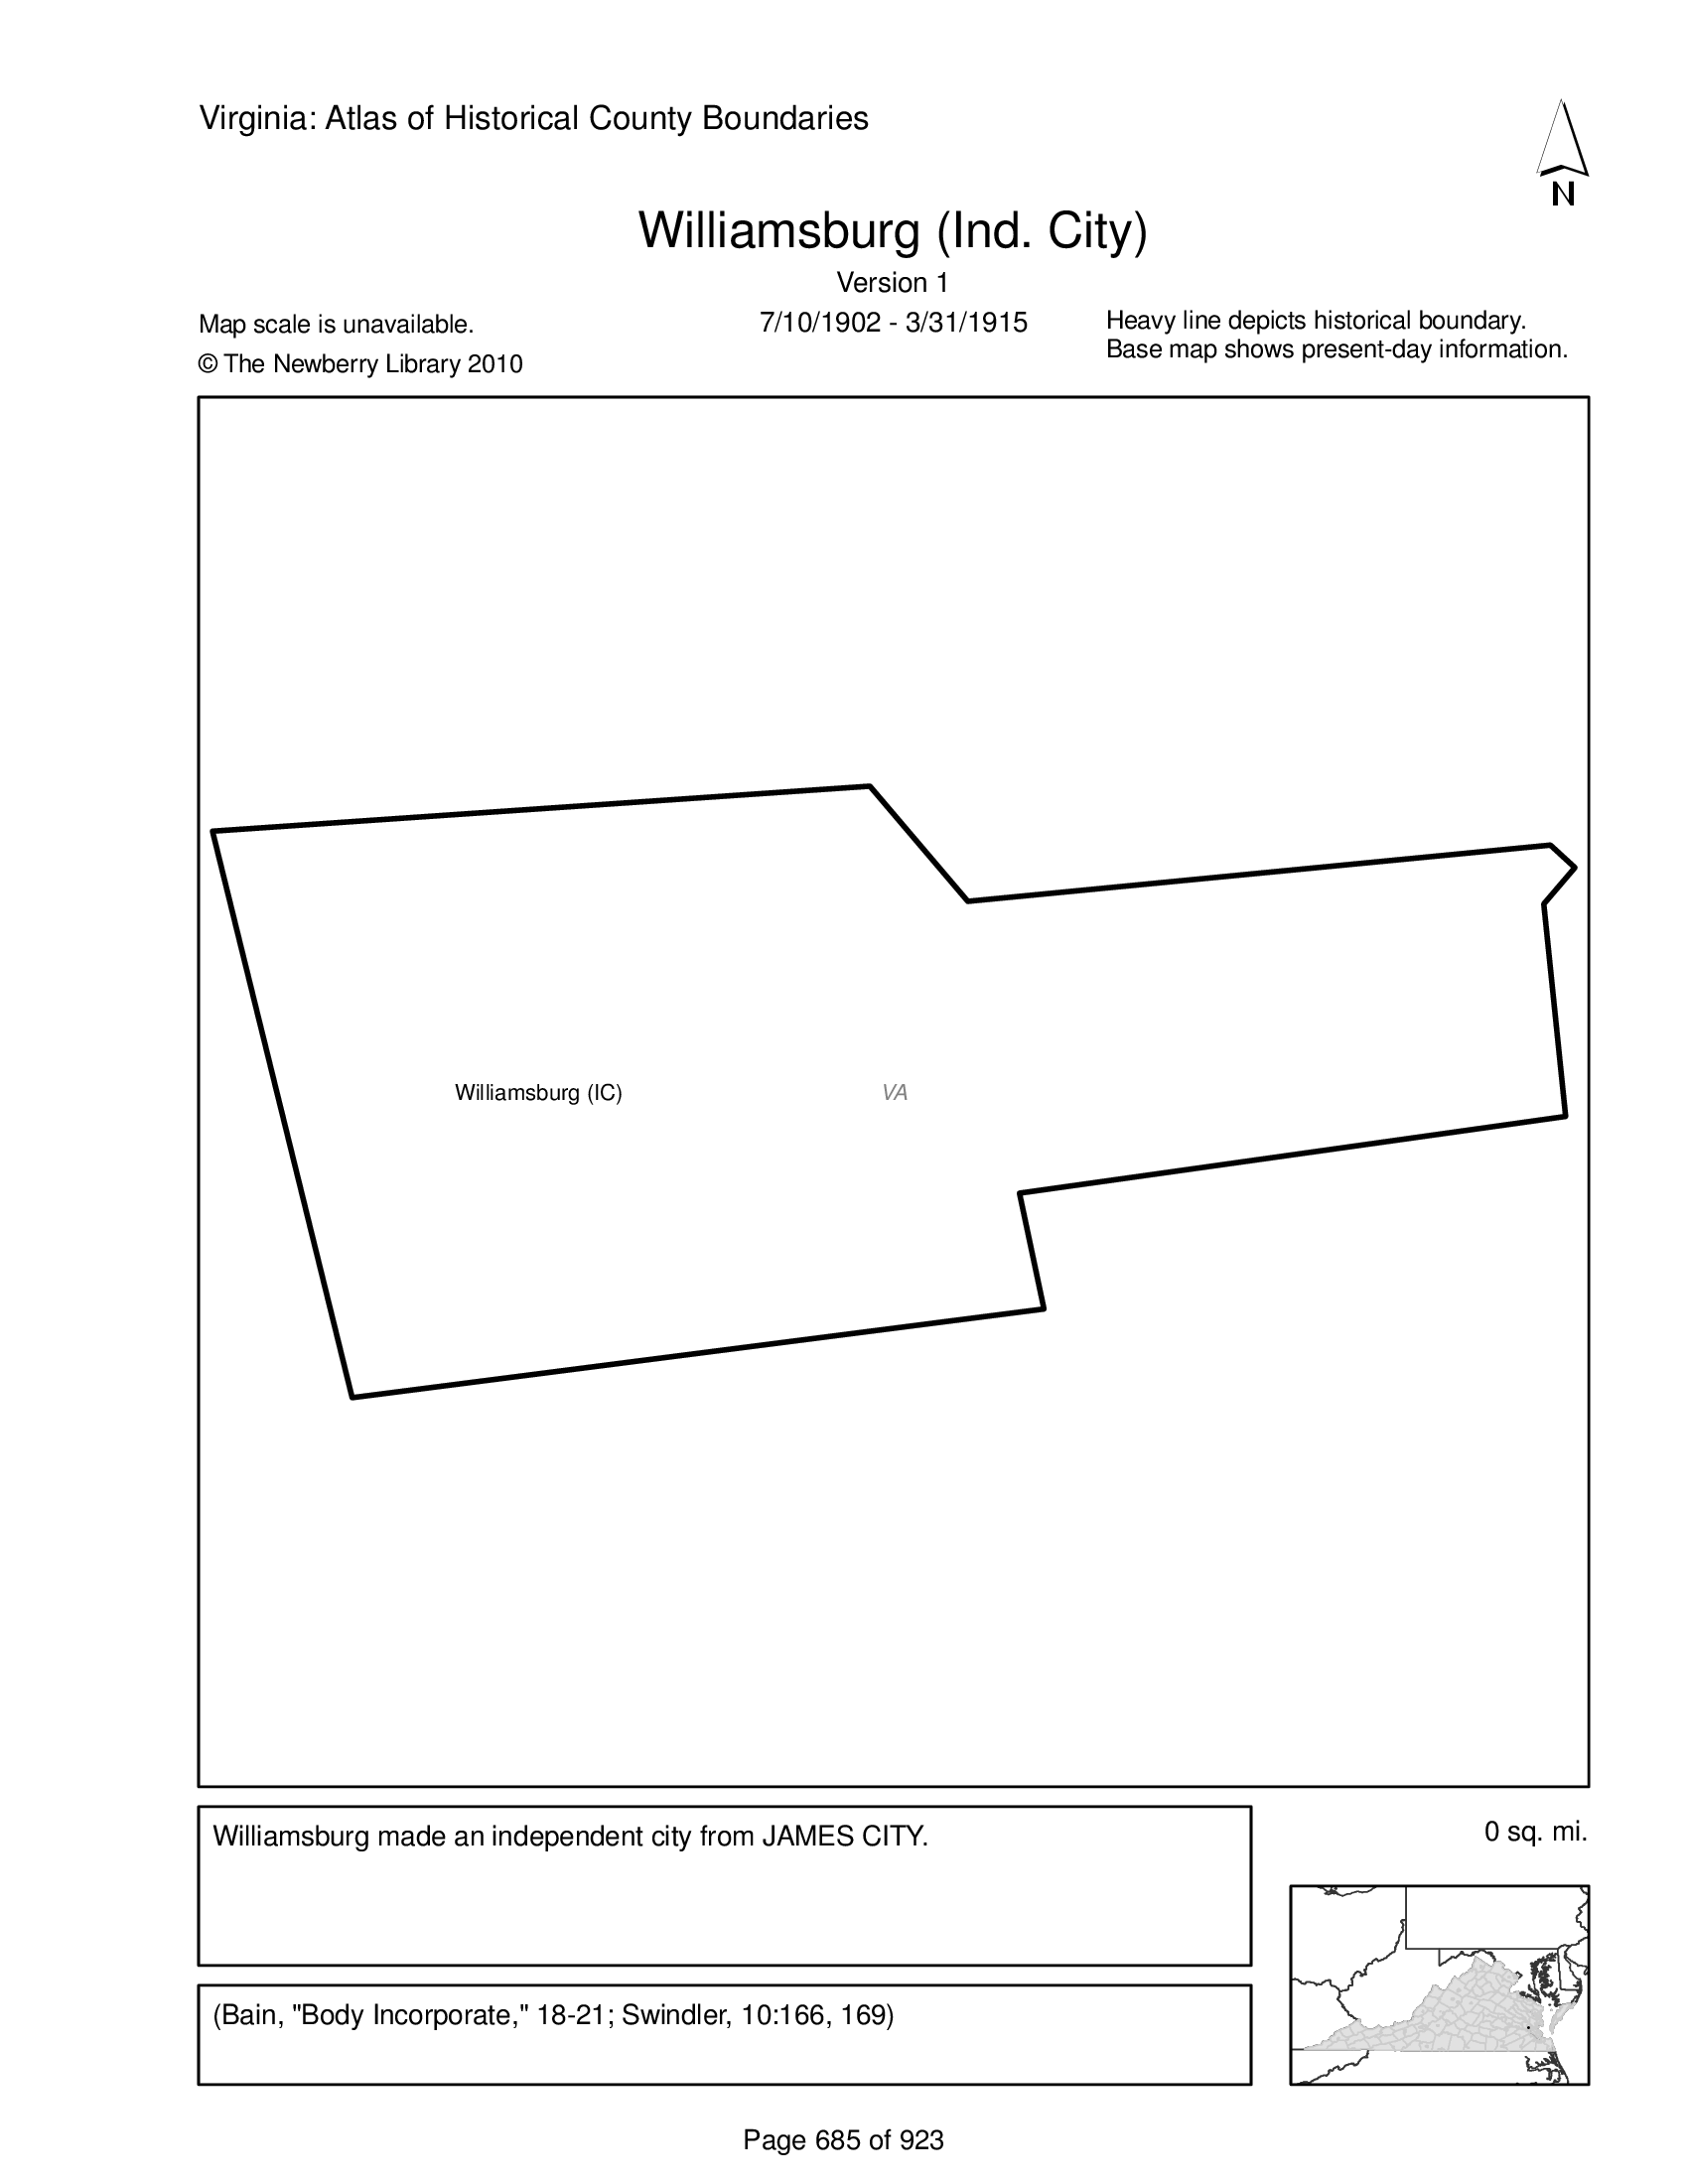 Virginia: Atlas of Historical County Boundaries
N
Williamsburg (Ind. City)
Version 1
Map scale is unavailable.
7/10/1902 - 3/31/1915
Heavy line depicts historical boundary.
© The Newberry Library 2010
Base map shows present-day information.
Williamsburg (IC)
VA
Williamsburg made an independent city from JAMES CITY.
0 sq. mi.
(Bain, "Body Incorporate," 18-21; Swindler, 10:166, 169)
Page 685 of 923